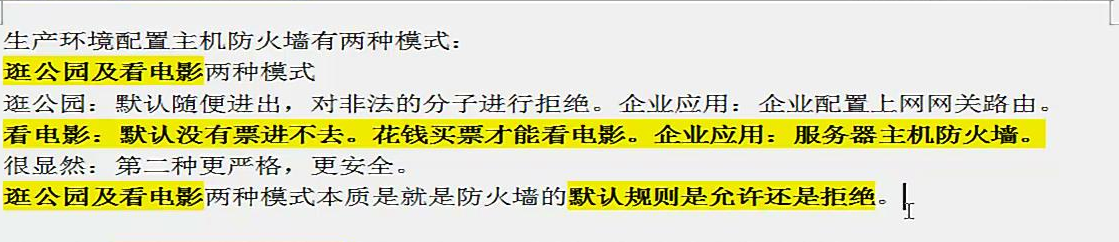 生产环境配置主机防火墙有两种模式：
逛公园及看电影两种模式
逛公园：默认随便进出，对非法的分子进行拒绝。企业应用：企业配置上网网关路由。
看电影：默认没有票进不去。花钱买票才能看电影。企业应用：服务器主机防火墙。
很显然：第二种更严格，更安全。
逛公园及看电影两种模式本质是就是防火墙的默认规则是允许还是拒绝。